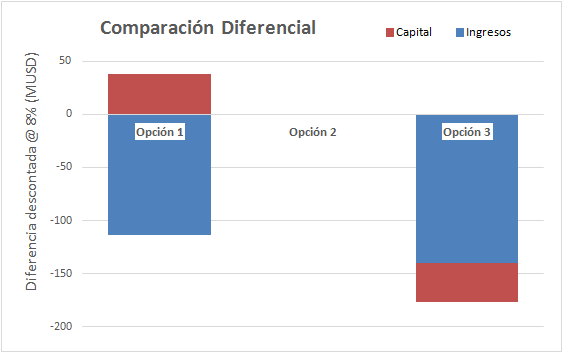 Comparación Diferencial
Capital
Ingresos
Diferencia descontada @ 8% (MUSD)
50
0
-50
-100
-150
-200
Opción 1
Opción 2
Opción 3